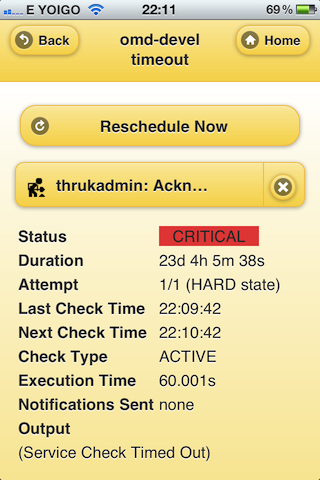 E YOIGO 22:11 69%
Back omd-devel Home
timeout
Reschedule Now
thrukadmin: Ackn...
Status CRITICAL
Duration 23d 4h 5m 38s
Attempt 1/1 (HARD state)
Last Check Time 22:09:42
Next Check Time 22:10:42
Check Type ACTIVE
Execution Time 60.001s
Notifications Sent none
Output
(Service Check Timed Out)